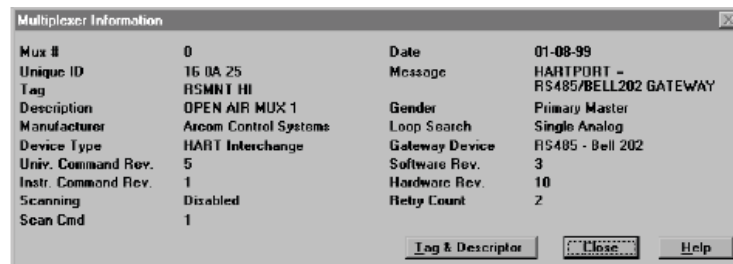 Multiplexer Information
Mux # 0 Date 01-08-99
Unique ID 16 0A 25 Message HARTPORT –
Tag RSMNT HI RS485/BELL202 GATEWAY
Description OPEN AIR MUX 1 Gender Primary Master
Manufacturer Arcom Control Systems Loop Search Single Analog
Device Type HART Interchange Gateway Device RS485 - Bell 202
Univ. Command Rev. 5 Software Rev. 3
Instr. Command Rev. 1 Hardware Rev. 10
Scanning Disabled Retry Count 2
Scan Cmd 1
Tag & Descriptor Close Help